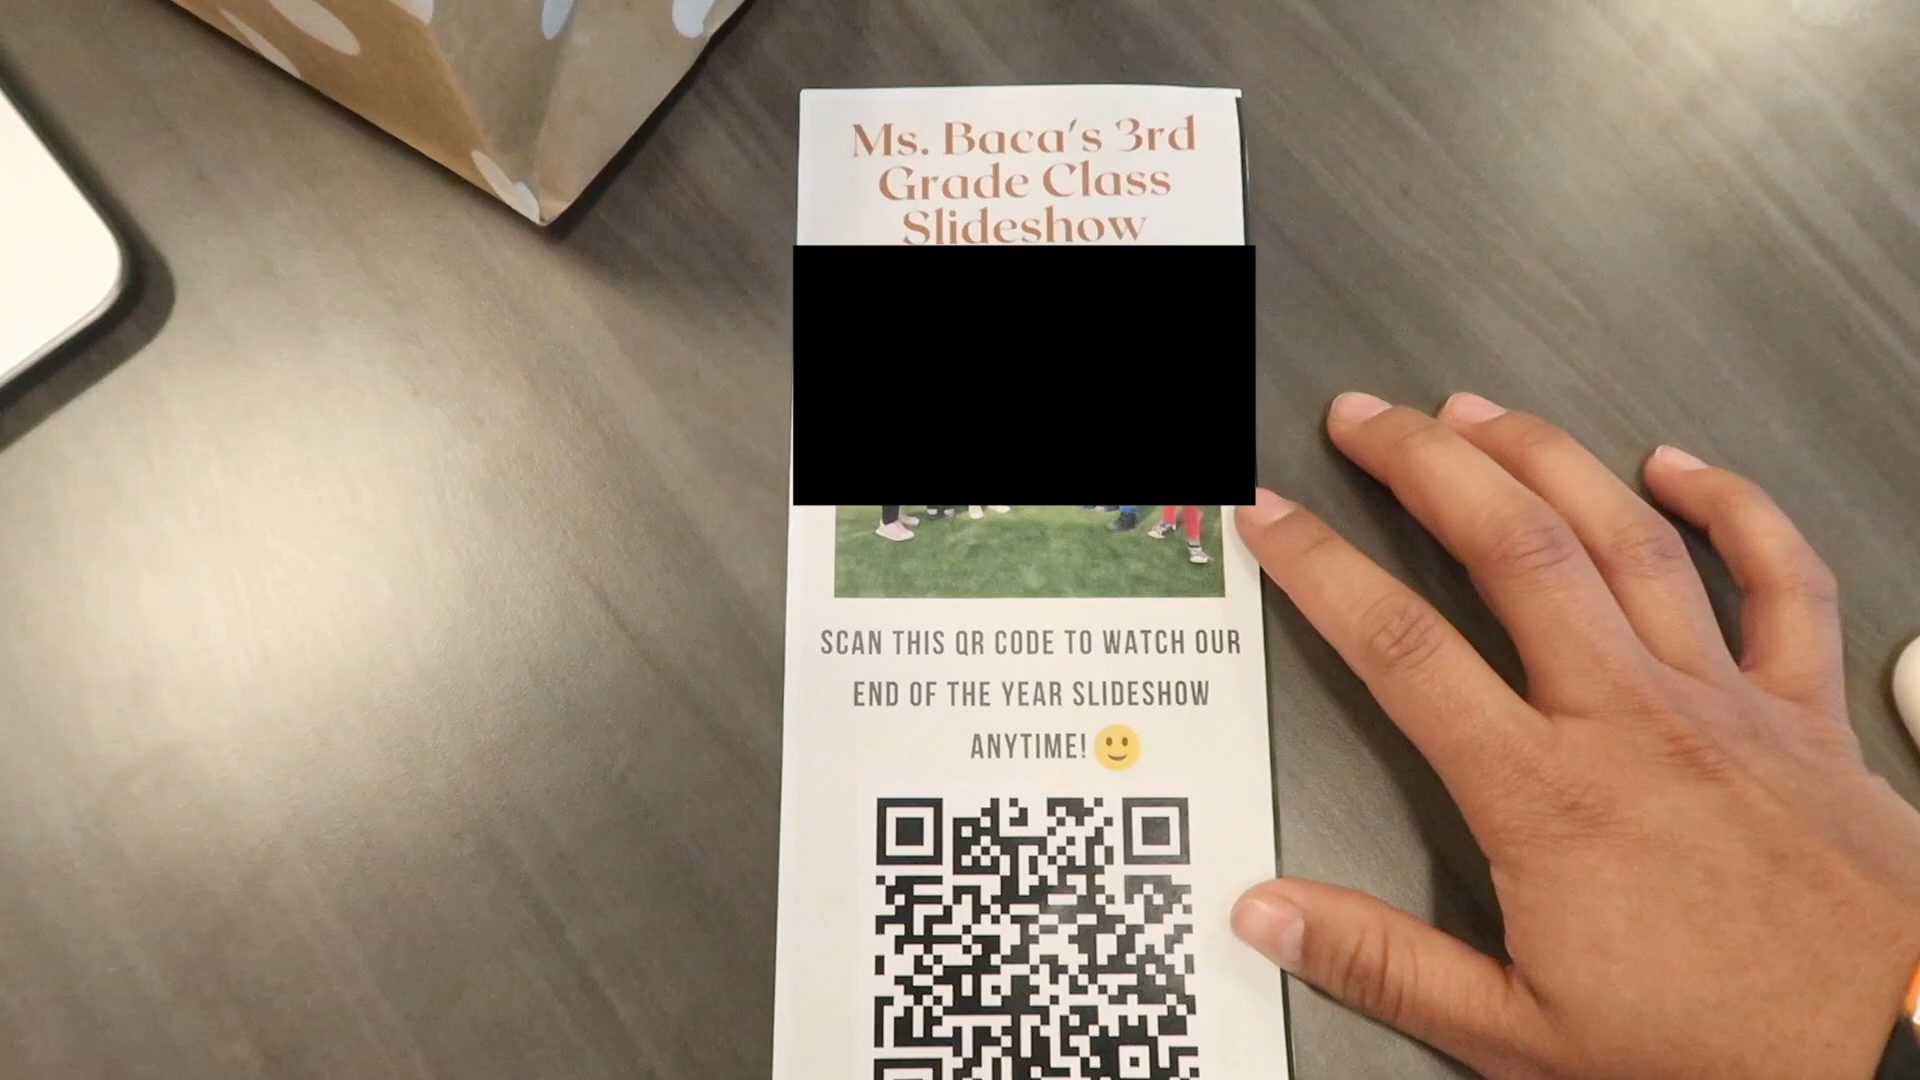 Ms. Baca's 3rd
Grade Class
Slideshow
SCAN THIS QR CODE TO WATCH OUR
END OF THE YEAR SLIDESHOW
ANYTIME! 🙂